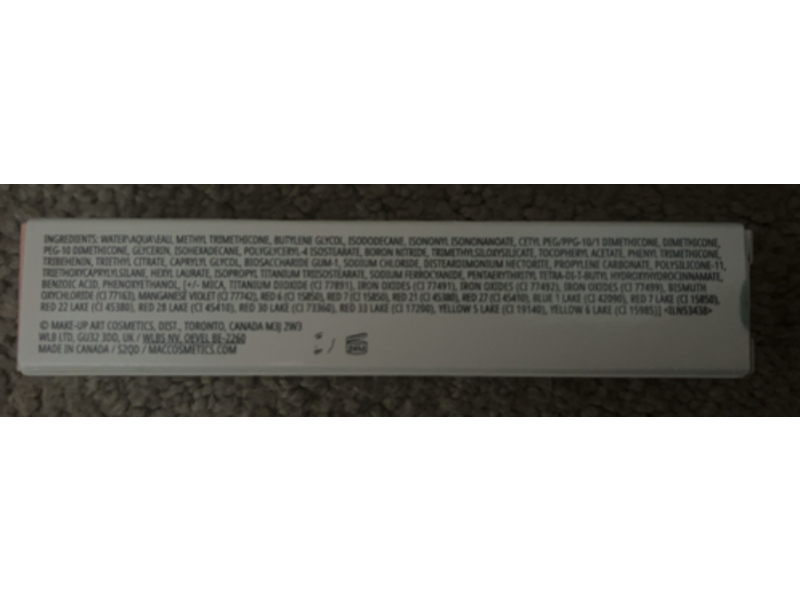 INGREDIENTS: WATER\AQUA\EAU, METHYL TRIMETHICONE, BUTYLENE GLYCOL, ISODODECANE, ISONONYL ISONONANOATE, CETYL PEG/PPG-10/1 DIMETHICONE, DIMETHICONE,
PEG-10 DIMETHICONE, GLYCERIN, ISOHEXADECANE, POLYGLYCERYL-4 ISOSTEARATE, BORON NITRIDE, TRIMETHYLSILOXYSILICATE, TOCOPHERYL ACETATE, PHENYL TRIMETHICONE,
TRIBEHENIN, TRIETHYL CITRATE, CAPRYLYL GLYCOL, BIOSACCHARIDE GUM-1, SODIUM CHLORIDE, DISTEARDIMONIUM HECTORITE, PROPYLENE CARBONATE, POLYSILICONE-11,
TRIETHOXYCAPRYLYLSILANE, HEXYL LAURATE, ISOPROPYL TITANIUM TRIISOSTEARATE, SODIUM FERROCYANIDE, PENTAERYTHRITYL TETRA-DI-T-BUTYL HYDROXYHYDROCINNAMATE,
BENZOIC ACID, PHENOXYETHANOL, [+/- MICA, TITANIUM DIOXIDE (CI 77891), IRON OXIDES (CI 77491), IRON OXIDES (CI 77492), IRON OXIDES (CI 77499), BISMUTH
OXYCHLORIDE (CI 77163), MANGANESE VIOLET (CI 77742), RED 6 (CI 15850), RED 7 (CI 15850), RED 21 (CI 45380), RED 27 (CI 45410), BLUE 1 LAKE (CI 42090), RED 7 LAKE (CI 15850),
RED 22 LAKE (CI 45380), RED 28 LAKE (CI 45410), RED 30 LAKE (CI 73360), RED 33 LAKE (CI 17200), YELLOW 5 LAKE (CI 19140), YELLOW 6 LAKE (CI 15985)] <ILN53438>
© MAKE-UP ART COSMETICS, DIST., TORONTO, CANADA M3J 2W3
WLB LTD, GU32 3DD, UK / WLBS NV, OEVEL BE-2260
MADE IN CANADA / S2QD / MACCOSMETICS.COM